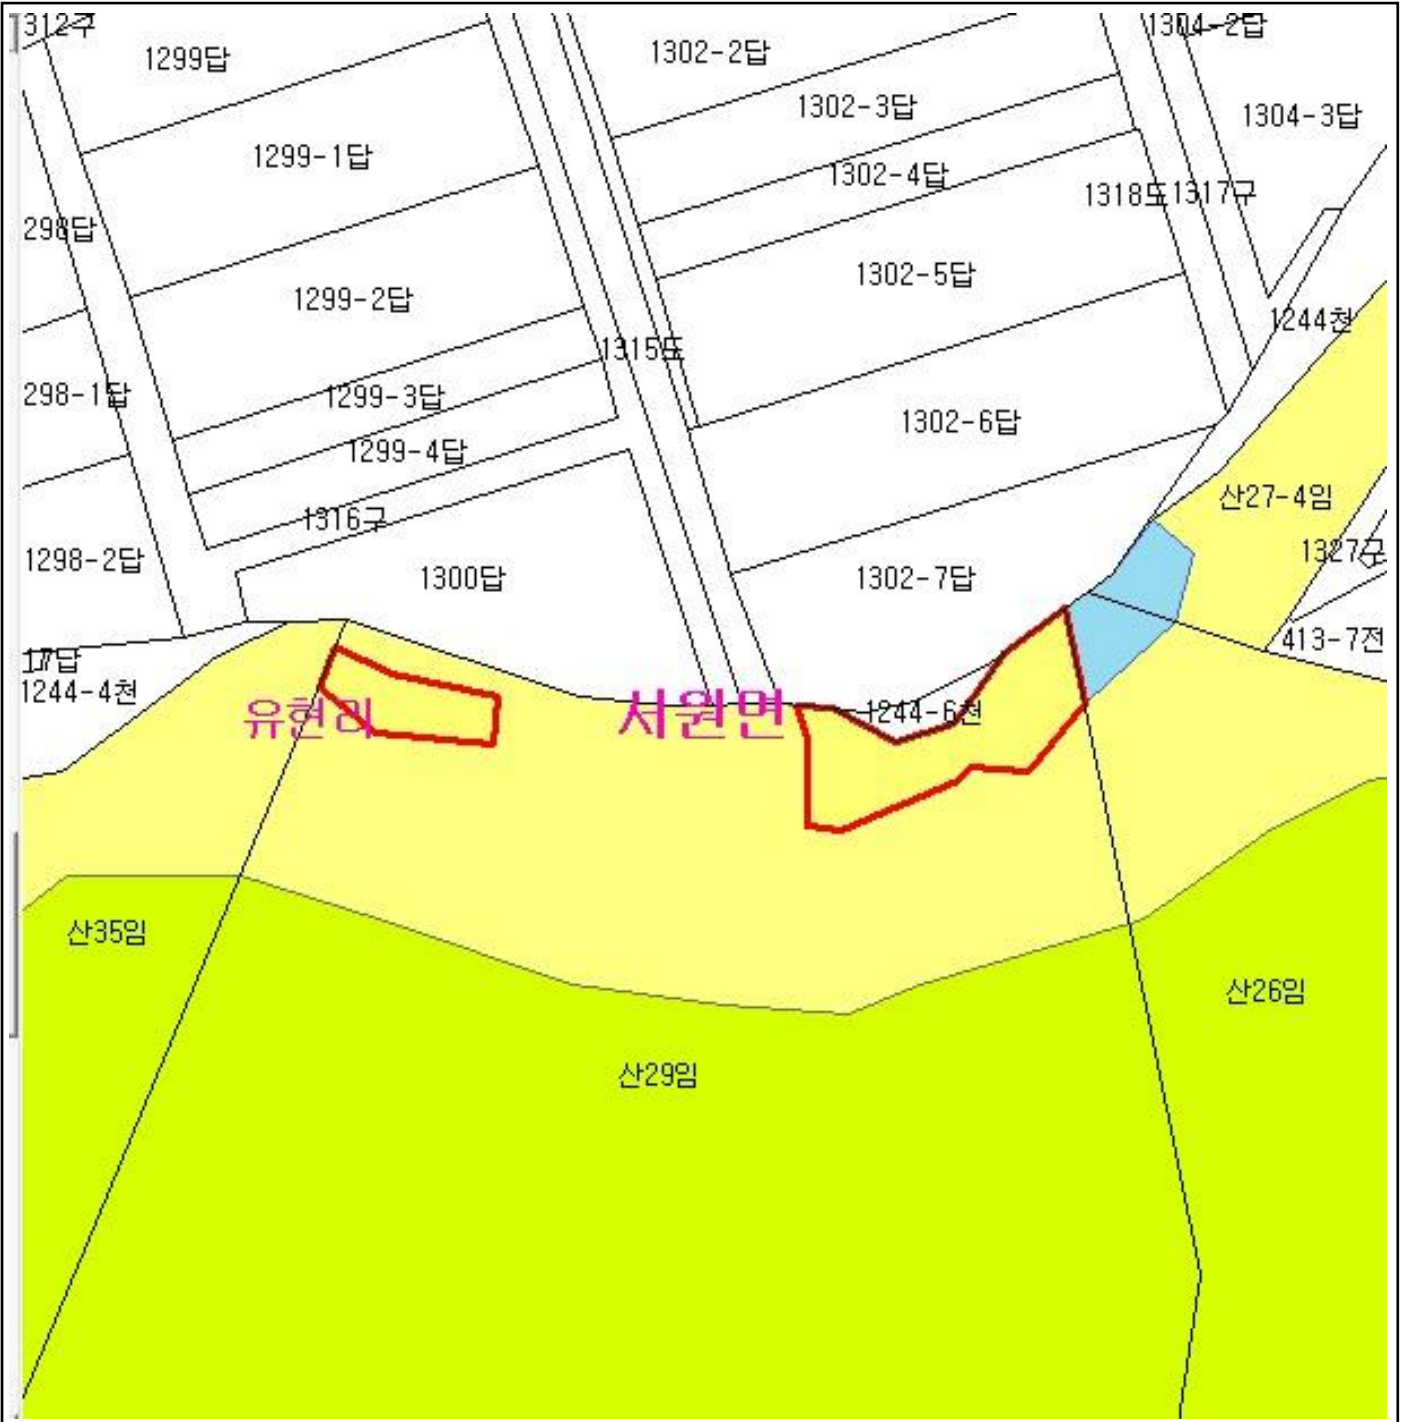 312구
1299답
1302-2답
1304-2답
1302-3답
1304-3답
1299-1답
1302-4답
1318도
1317구
298답
1302-5답
1299-2답
1244천
1315도
298-1답
1299-3답
1302-6답
1299-4답
산27-4임
1316구
1327구
1298-2답
1300답
1302-7답
413-7전
17답
1244-4천
유현리
서원면
1244-6천
산35임
산26임
산29임